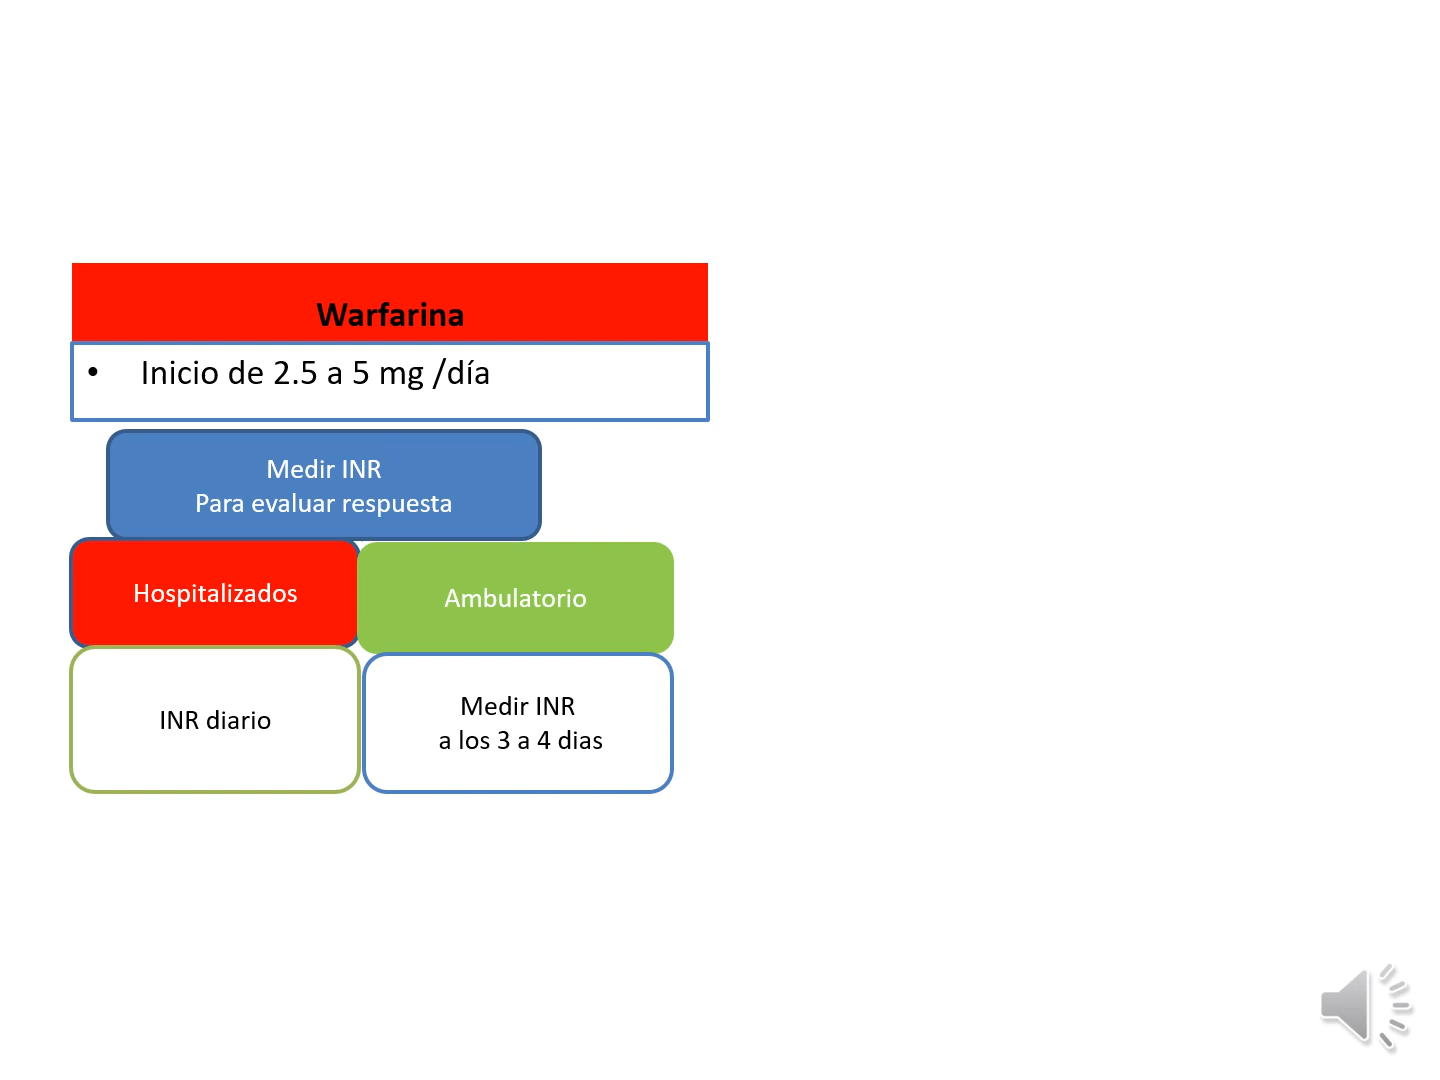 Warfarina
• Inicio de 2.5 a 5 mg /día
Medir INR
Para evaluar respuesta
Hospitalizados
Ambulatorio
INR diario
Medir INR
a los 3 a 4 dias